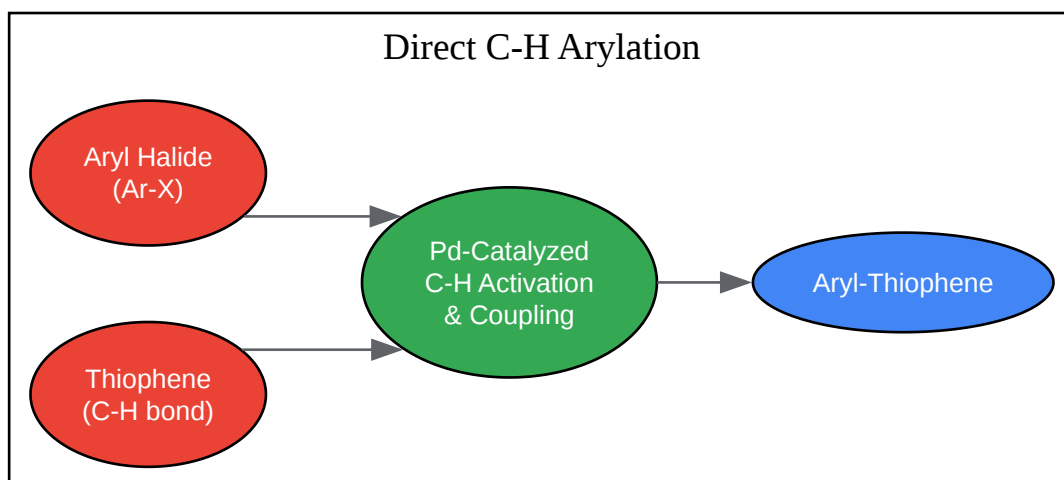 Direct C-H Arylation
Aryl Halide
(Ar-X)
Pd-Catalyzed
C-H Activation
& Coupling
Aryl-Thiophene
Thiophene
(C-H bond)